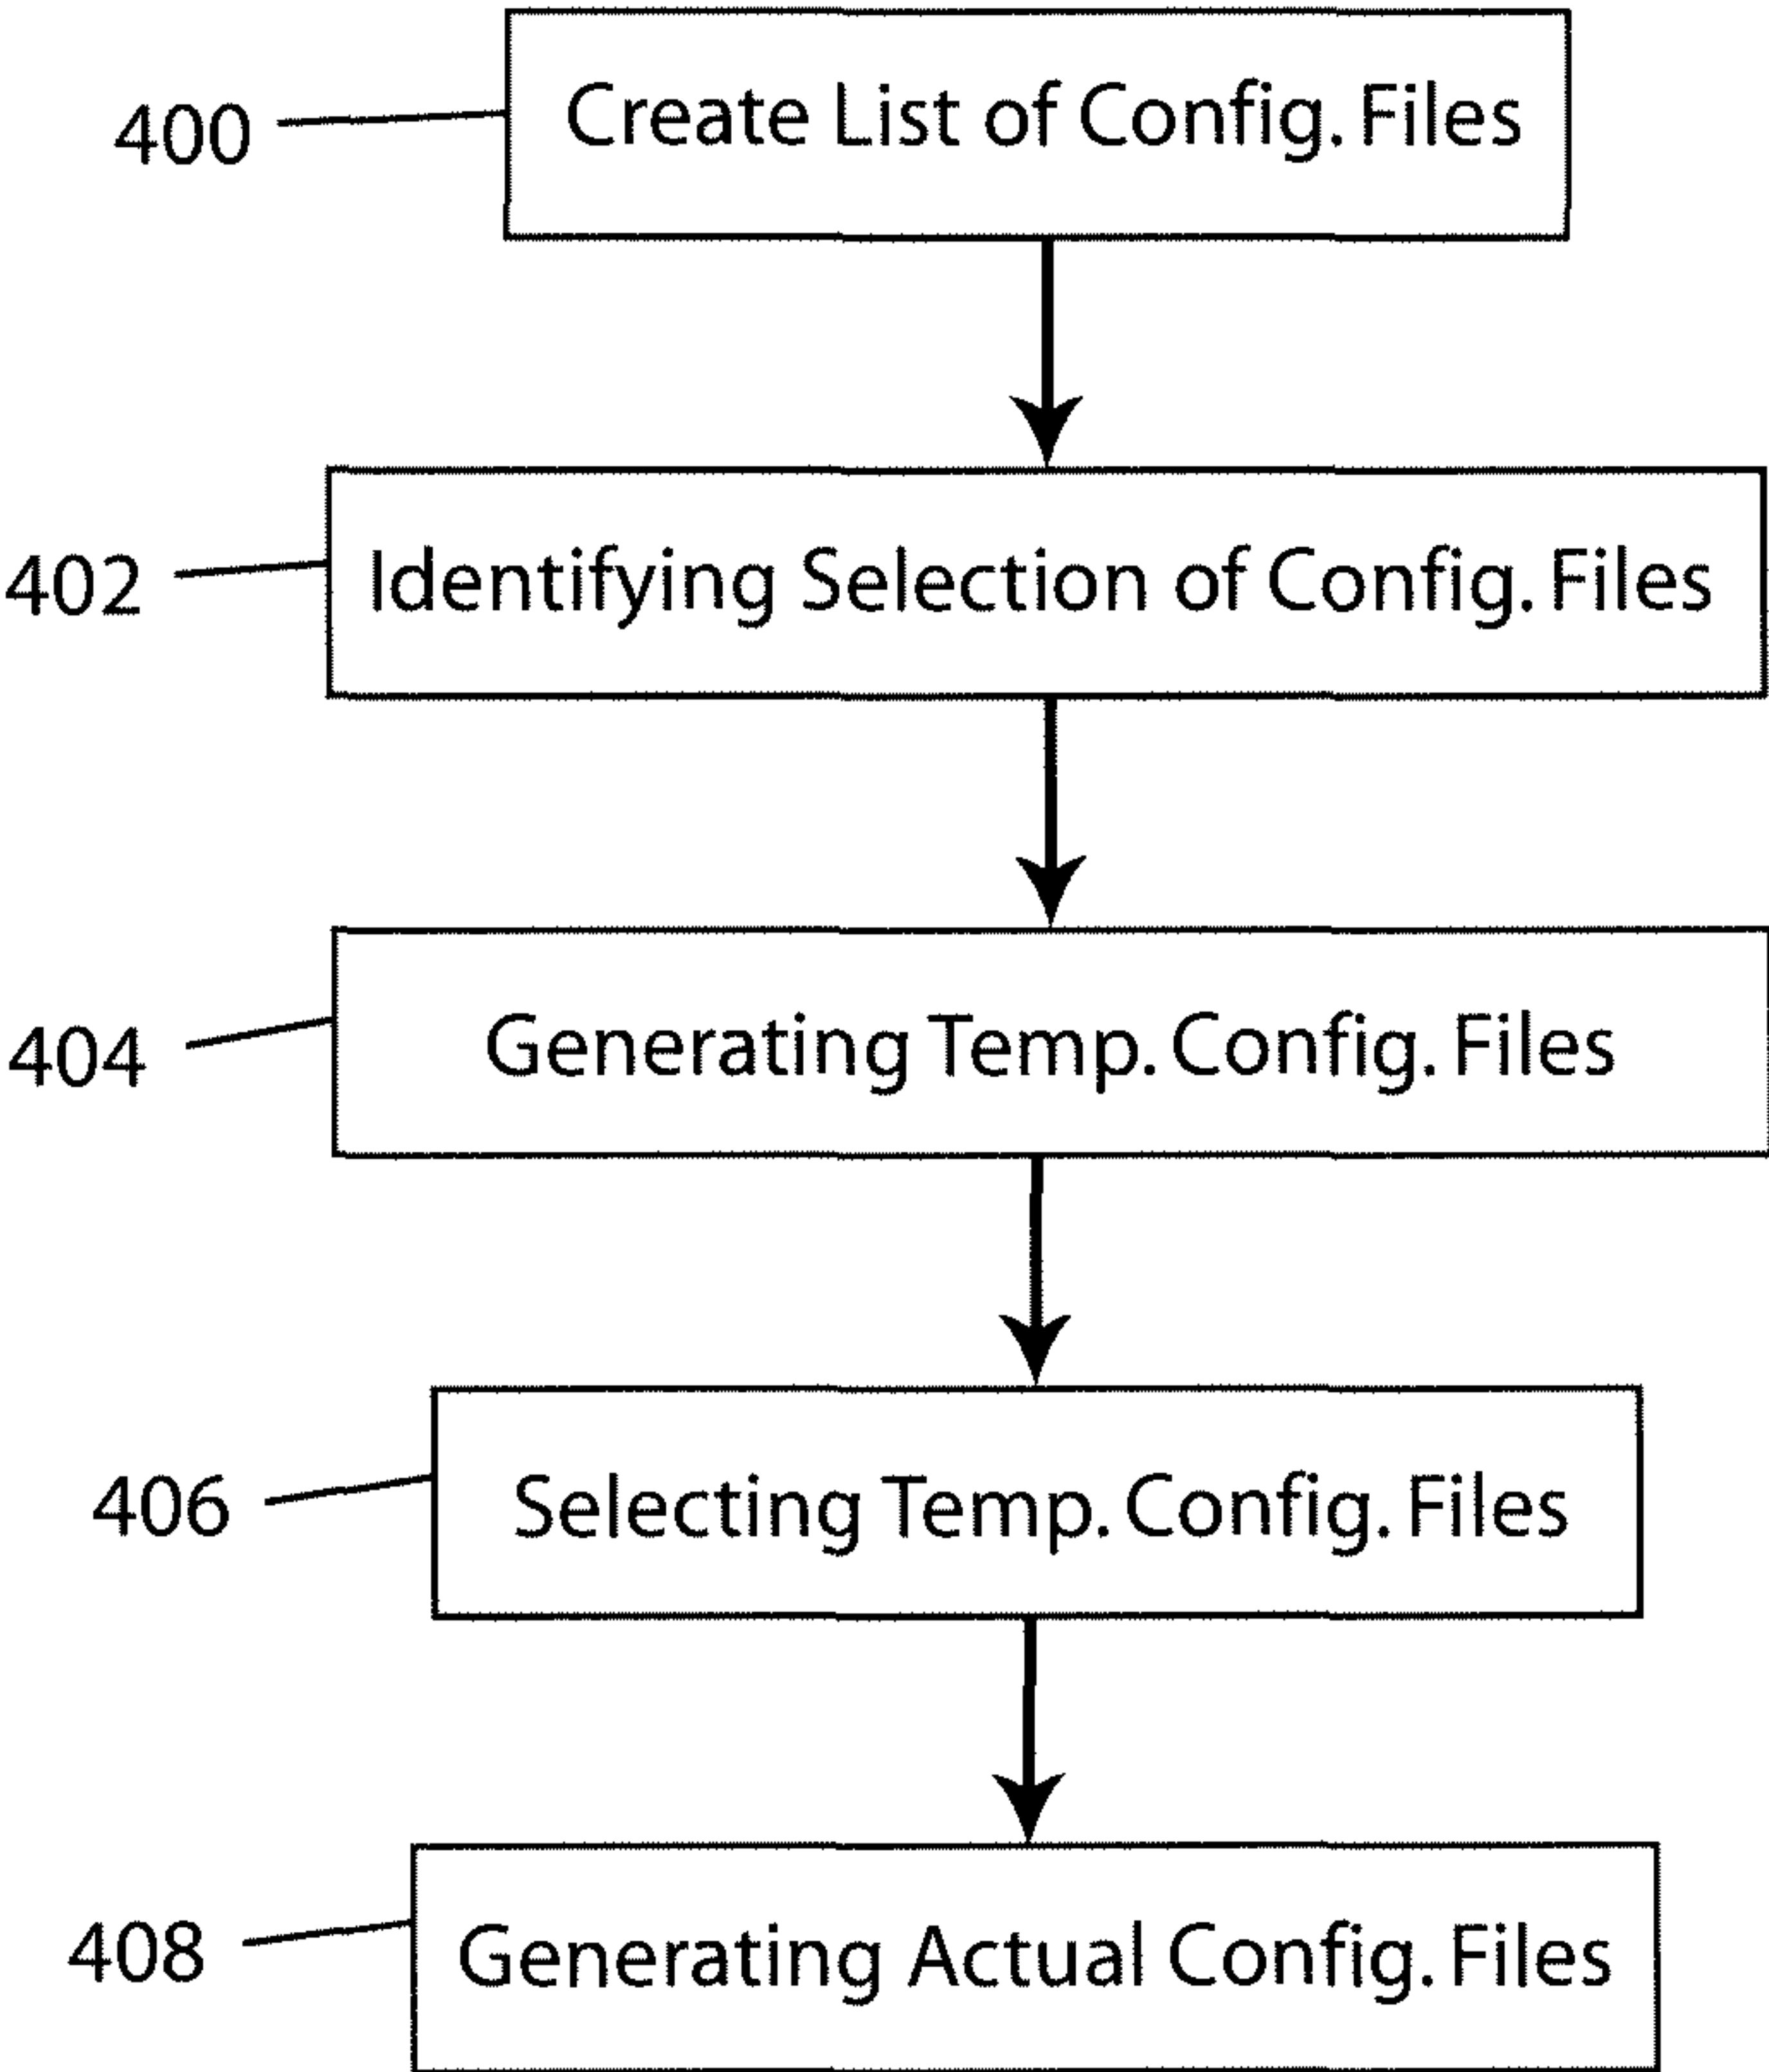 400 Create List of Config. Files
402 Identifying Selection of Config. Files
404 Generating Temp. Config. Files
406 Selecting Temp. Config. Files
408 Generating Actual Config. Files